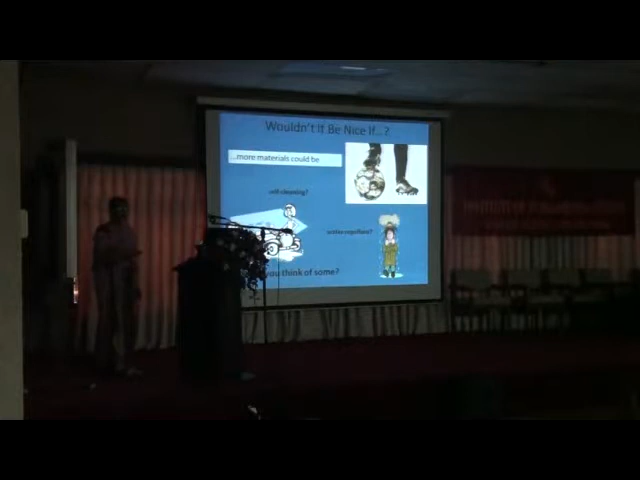 Wouldn't It Be Nice If...?
...more materials could be
self cleaning?
water repellant?
you think of some?